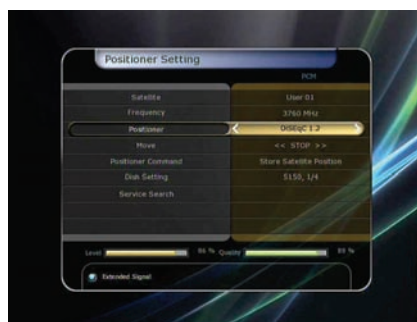 Positioner Setting
PCM
Satellite User 01
Frequency 3760 MHz
Positioner < DiSEqC 1.2 >
Move << STOP >>
Positioner Command Store Satellite Position
Dish Setting 5150, 1/4
Service Search
Level 86 % Quality 89 %
Extended Signal